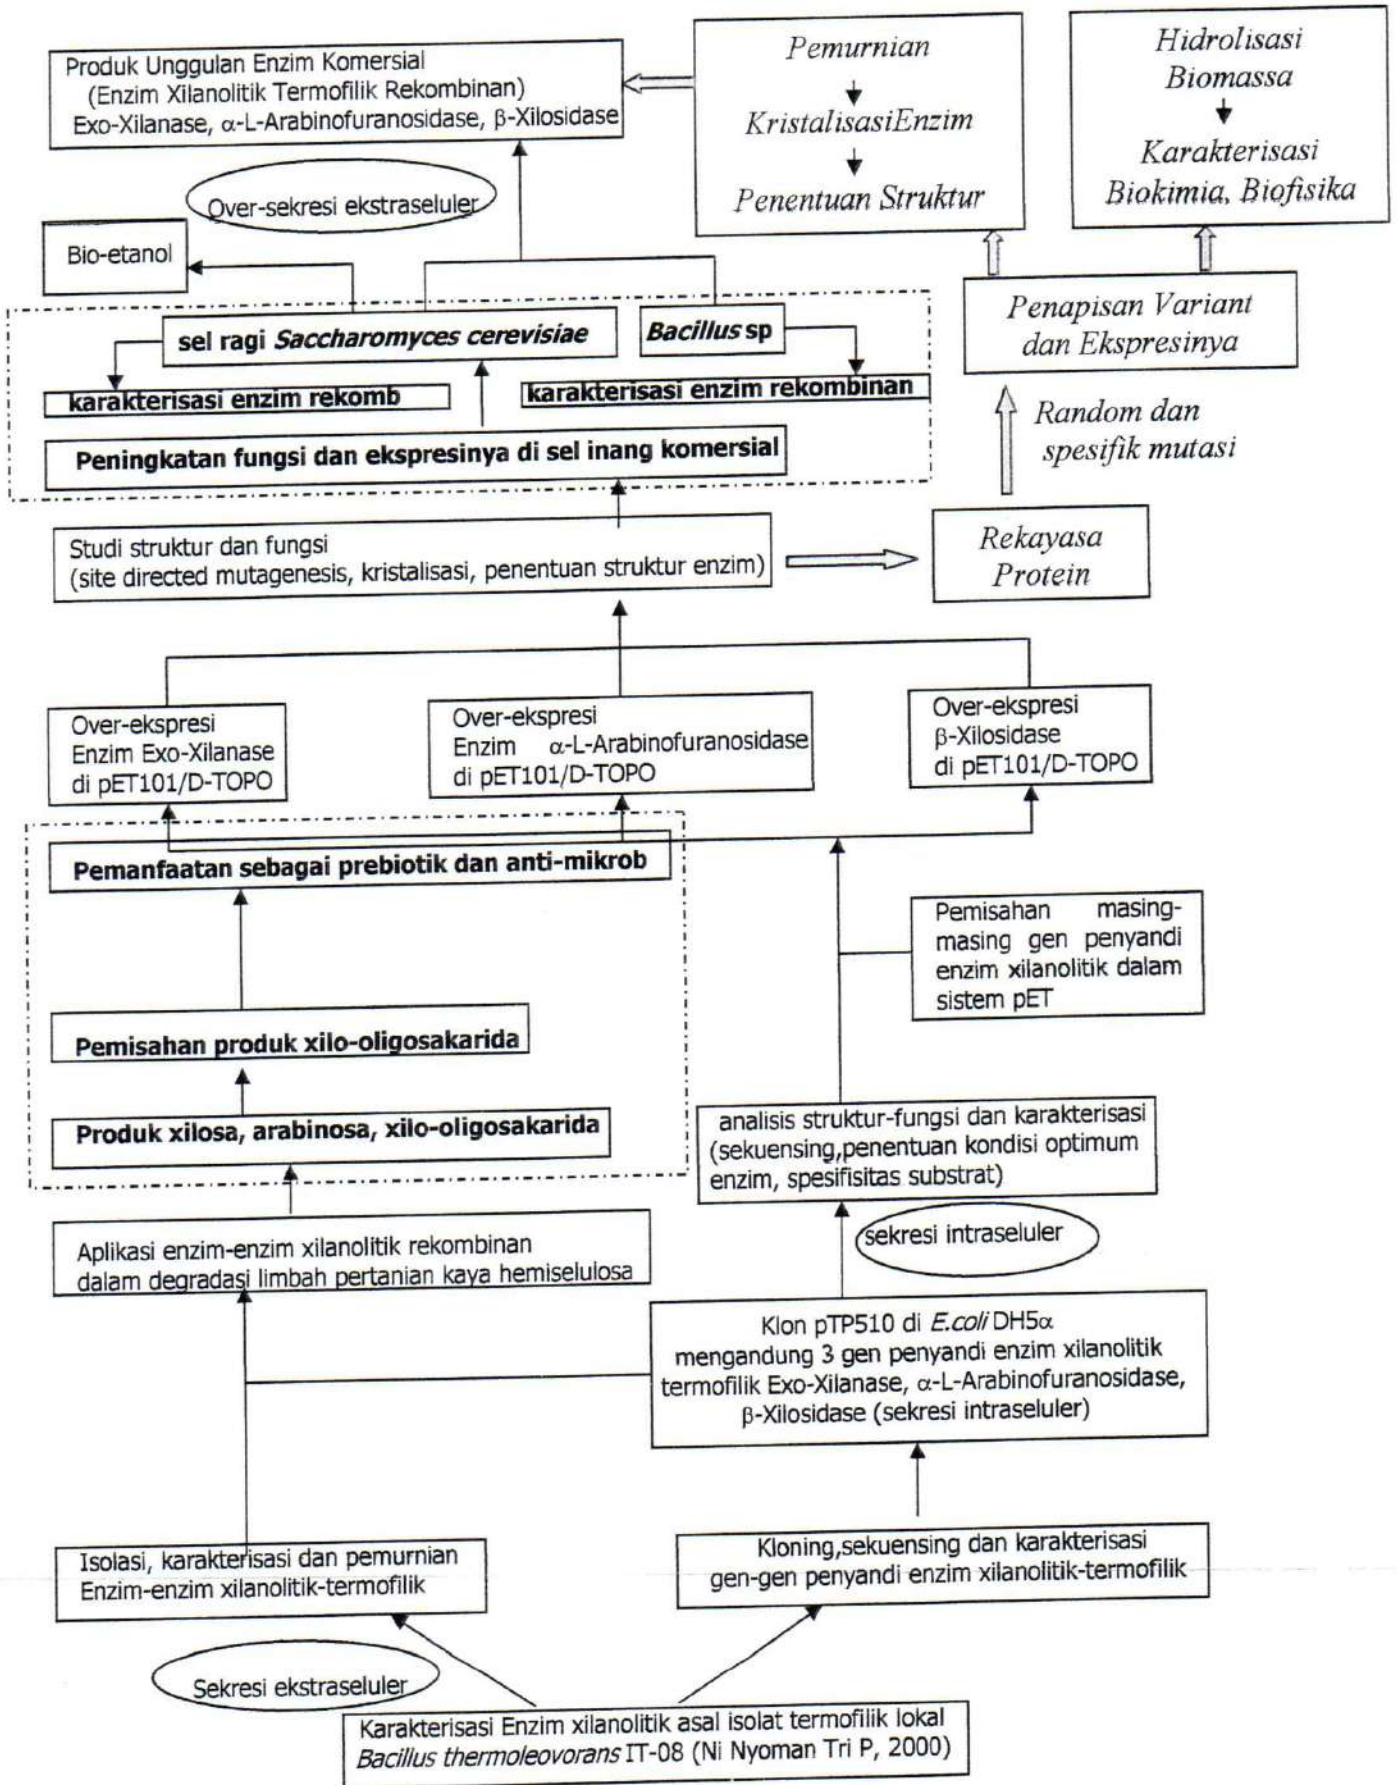 Produk Unggulan Enzim Komersial
(Enzim Xilanolitik Termofilik Rekombinan)
Exo-Xilanase, α-L-Arabinofuranosidase, β-Xilosidase
Pemurnian
KristalisasiEnzim
Penentuan Struktur
Hidrolisasi
Biomassa
Karakterisasi
Biokimia, Biofisika
Over-sekresi ekstraseluler
Bio-etanol
sel ragi Saccharomyces cerevisiae
Bacillus sp
karakterisasi enzim rekomb
karakterisasi enzim rekombinan
Peningkatan fungsi dan ekspresinya di sel inang komersial
Penapisan Variant
dan Ekspresinya
Random dan
spesifik mutasi
Studi struktur dan fungsi
(site directed mutagenesis, kristalisasi, penentuan struktur enzim)
Rekayasa
Protein
Over-ekspresi
Enzim Exo-Xilanase
di pET101/D-TOPO
Over-ekspresi
Enzim α-L-Arabinofuranosidase
di pET101/D-TOPO
Over-ekspresi
β-Xilosidase
di pET101/D-TOPO
Pemanfaatan sebagai prebiotik dan anti-mikrob
Pemisahan masing-
masing gen penyandi
enzim xilanolitik dalam
sistem pET
Pemisahan produk xilo-oligosakarida
Produk xilosa, arabinosa, xilo-oligosakarida
analisis struktur-fungsi dan karakterisasi
(sekuensing,penentuan kondisi optimum
enzim, spesifisitas substrat)
sekresi intraseluler
Aplikasi enzim-enzim xilanolitik rekombinan
dalam degradasi limbah pertanian kaya hemiselulosa
Klon pTP510 di E.coli DH5α
mengandung 3 gen penyandi enzim xilanolitik
termofilik Exo-Xilanase, α-L-Arabinofuranosidase,
β-Xilosidase (sekresi intraseluler)
Isolasi, karakterisasi dan pemurnian
Enzim-enzim xilanolitik-termofilik
Kloning,sekuensing dan karakterisasi
gen-gen penyandi enzim xilanolitik-termofilik
Sekresi ekstraseluler
Karakterisasi Enzim xilanolitik asal isolat termofilik lokal
Bacillus thermoleovorans IT-08 (Ni Nyoman Tri P, 2000)